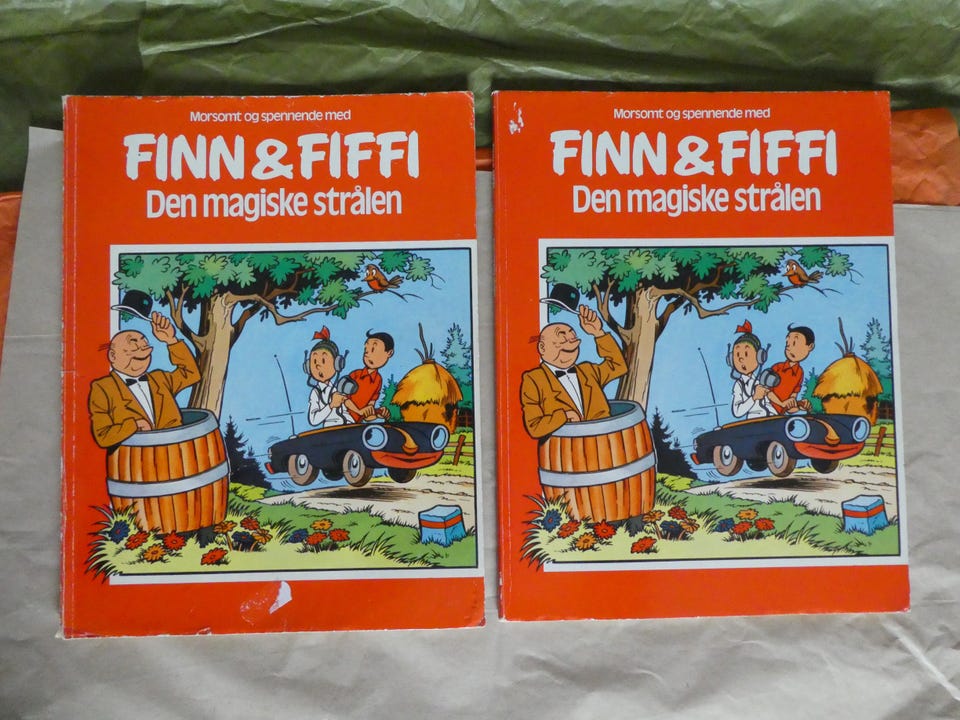 Morsomt og spennende med
FINN & FIFFI
Den magiske strålen
Morsomt og spennende med
FINN & FIFFI
Den magiske strålen